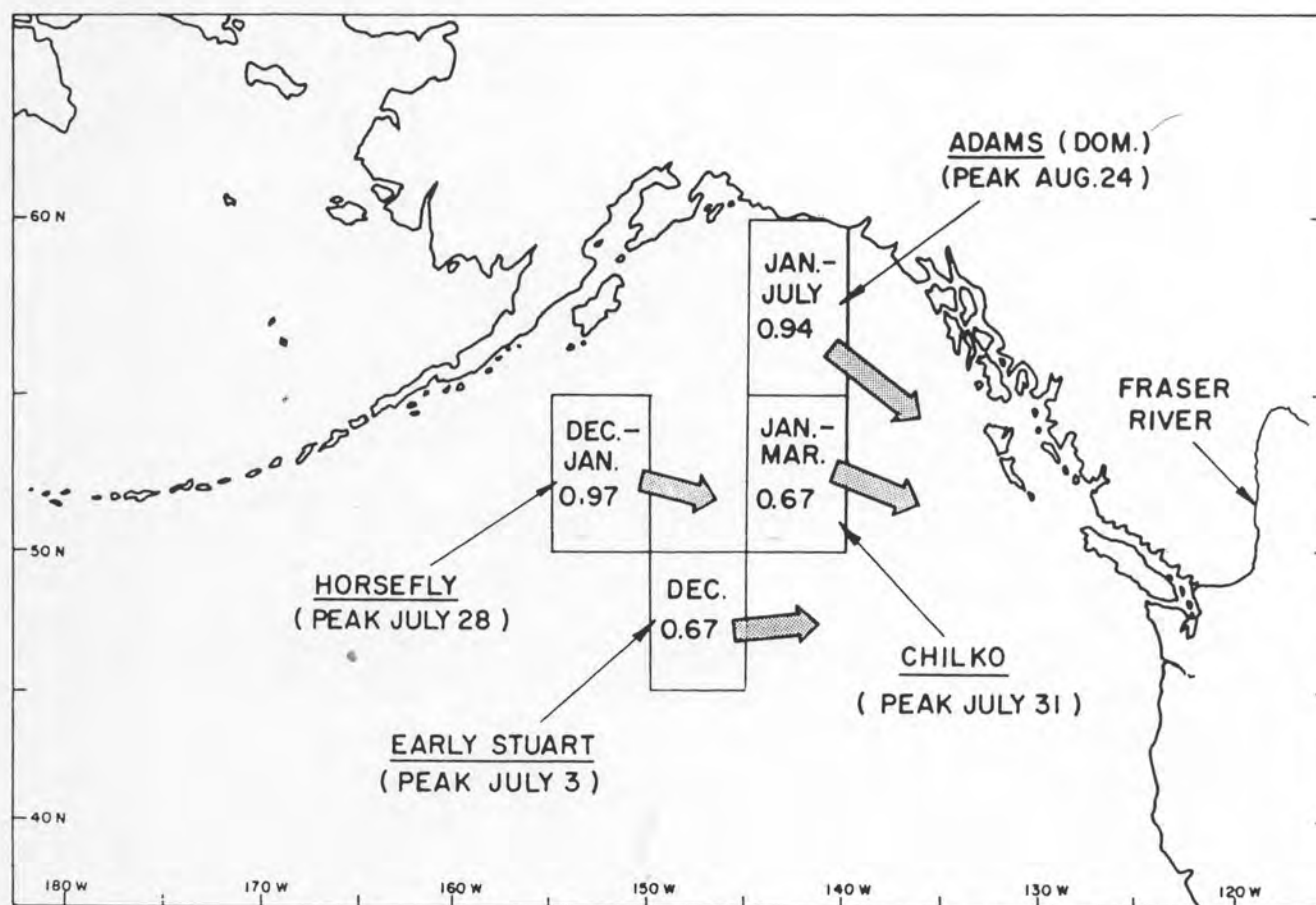 ADAMS (DOM.)
(PEAK AUG.24)
60 N
JAN.-
JULY
0.94
FRASER
RIVER
DEC.-
JAN.
0.97
JAN.-
MAR.
0.67
50 N
HORSEFLY
(PEAK JULY 28)
DEC.
0.67
CHILKO
(PEAK JULY 31)
EARLY STUART
(PEAK JULY 3)
40 N
180 W
170 W
160 W
150 W
140 W
130 W
120 W